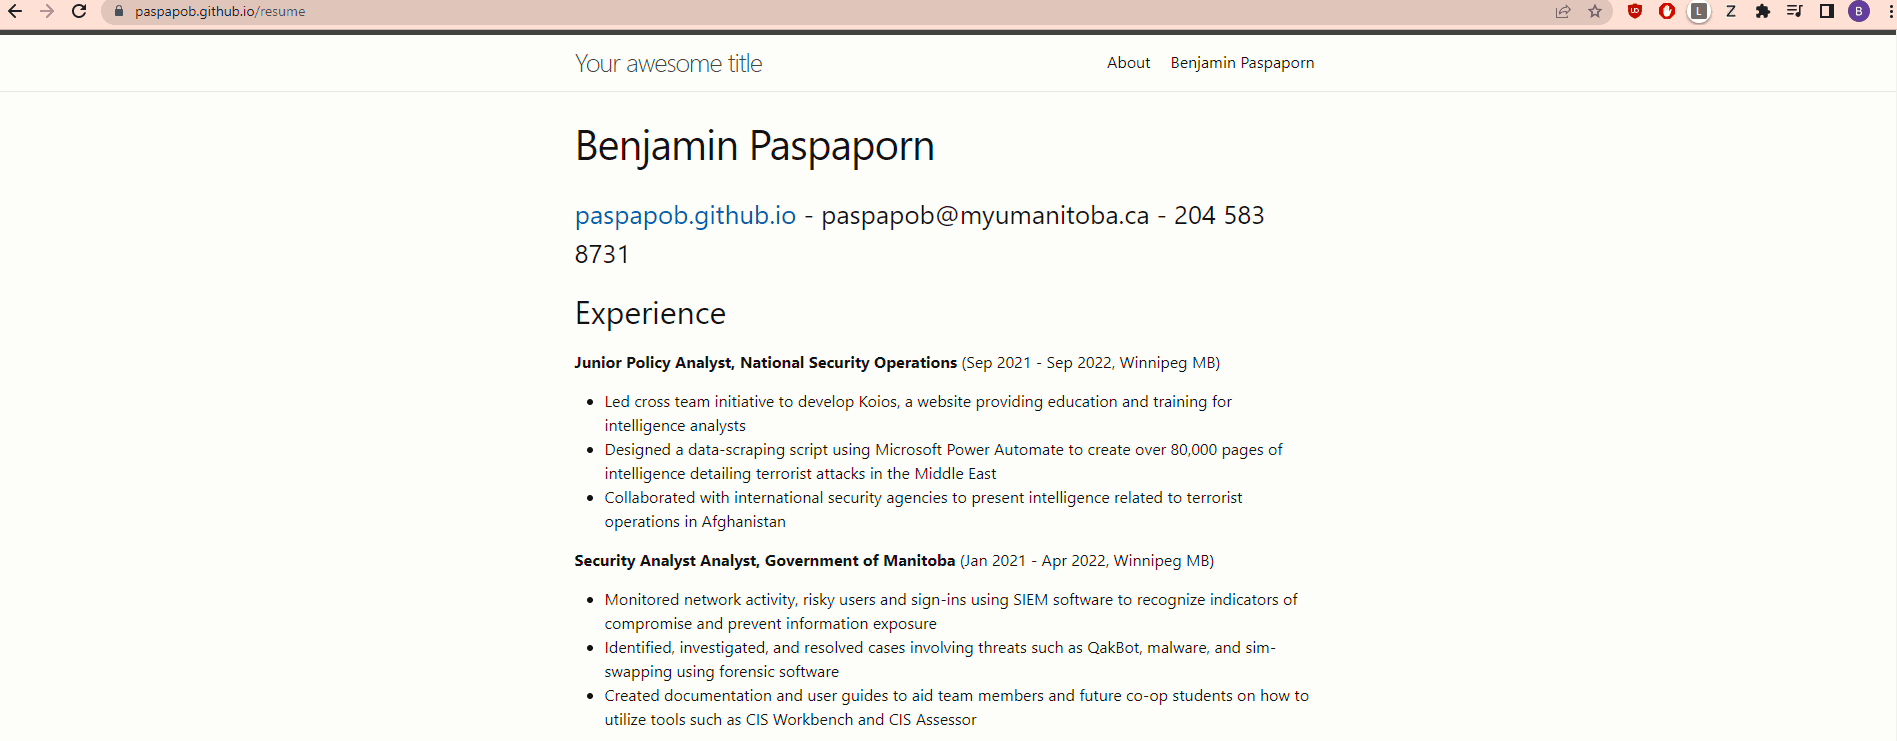 paspapob.github.io/resume
L
Z
B
Your awesome title
About
Benjamin Paspaporn
Benjamin Paspaporn
paspapob.github.io - paspapob@myumanitoba.ca - 204 583
8731
Experience
Junior Policy Analyst, National Security Operations (Sep 2021 - Sep 2022, Winnipeg MB)
Led cross team initiative to develop Koios, a website providing education and training for
intelligence analysts
Designed a data-scraping script using Microsoft Power Automate to create over 80,000 pages of
intelligence detailing terrorist attacks in the Middle East
Collaborated with international security agencies to present intelligence related to terrorist
operations in Afghanistan
Security Analyst Analyst, Government of Manitoba (Jan 2021 - Apr 2022, Winnipeg MB)
Monitored network activity, risky users and sign-ins using SIEM software to recognize indicators of
compromise and prevent information exposure
Identified, investigated, and resolved cases involving threats such as QakBot, malware, and sim-
swapping using forensic software
Created documentation and user guides to aid team members and future co-op students on how to
utilize tools such as CIS Workbench and CIS Assessor